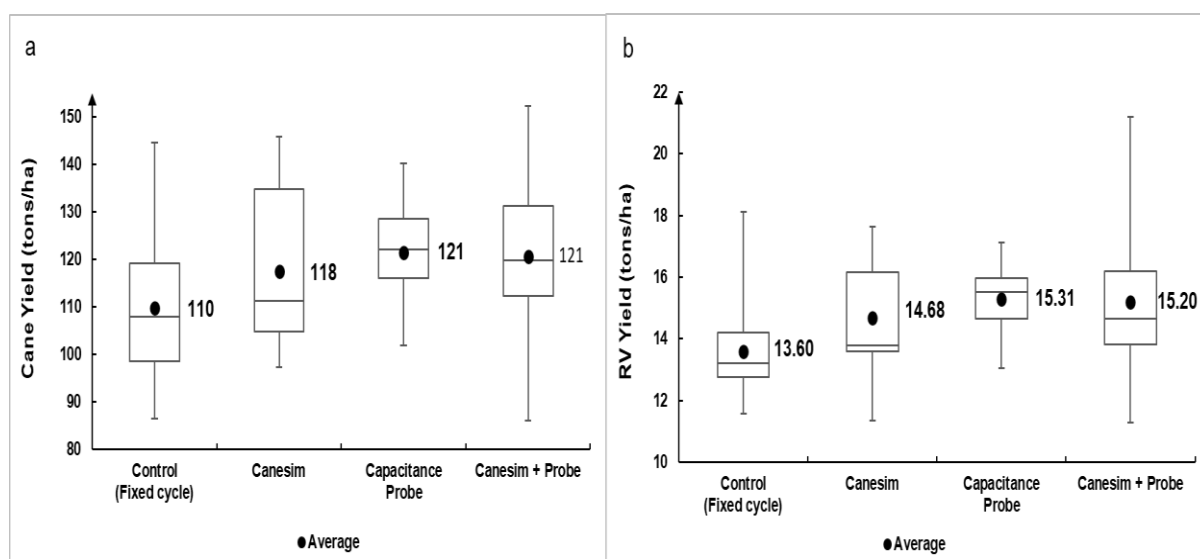 a
Cane Yield (tons/ha)
150
140
130
120
110
100
90
80
110
118
121
121
Control
(Fixed cycle)
Canesim
Capacitance
Probe
Canesim + Probe
●Average
b
RV Yield (tons/ha)
22
20
18
16
14
12
10
13.60
14.68
15.31
15.20
Control
(Fixed cycle)
Canesim
Capacitance
Probe
Canesim + Probe
●Average